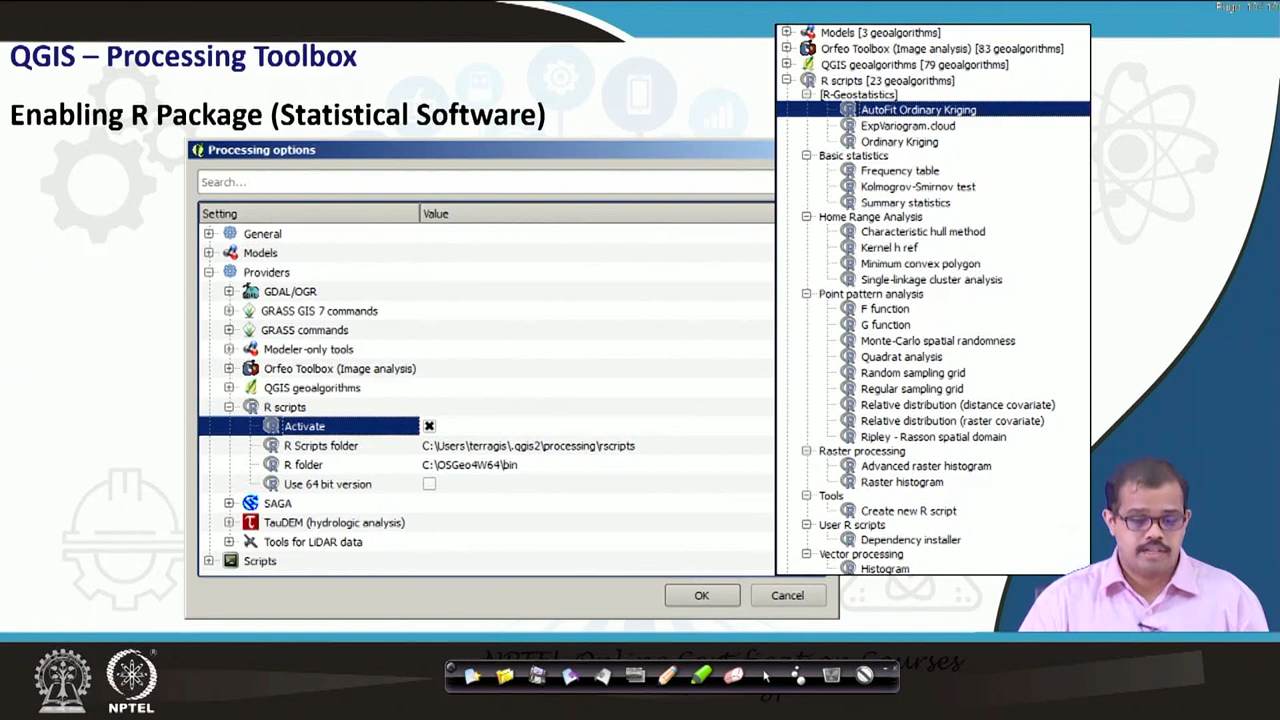 QGIS – Processing Toolbox
Enabling R Package (Statistical Software)
Processing options
Search...
Setting Value
General
Models
Providers
GDAL/OGR
GRASS GIS 7 commands
GRASS commands
Modeler-only tools
Orfeo Toolbox (Image analysis)
QGIS geoalgorithms
R scripts
Activate
R Scripts folder C:\Users\terragis\.qgis2\processing\rscripts
R folder C:\OSGeo4W64\bin
Use 64 bit version
SAGA
TauDEM (hydrologic analysis)
Tools for LiDAR data
Scripts
OK Cancel
Models [3 geoalgorithms]
Orfeo Toolbox (Image analysis) [83 geoalgorithms]
QGIS geoalgorithms [79 geoalgorithms]
R scripts [23 geoalgorithms]
[R-Geostatistics]
AutoFit Ordinary Kriging
ExpVariogram.cloud
Ordinary Kriging
Basic statistics
Frequency table
Kolmogrov-Smirnov test
Summary statistics
Home Range Analysis
Characteristic hull method
Kernel h ref
Minimum convex polygon
Single-linkage cluster analysis
Point pattern analysis
F function
G function
Monte-Carlo spatial randomness
Quadrat analysis
Random sampling grid
Regular sampling grid
Relative distribution (distance covariate)
Relative distribution (raster covariate)
Ripley - Rasson spatial domain
Raster processing
Advanced raster histogram
Raster histogram
Tools
Create new R script
User R scripts
Dependency installer
Vector processing
Histogram
NPTEL Online Certification Courses
NPTEL